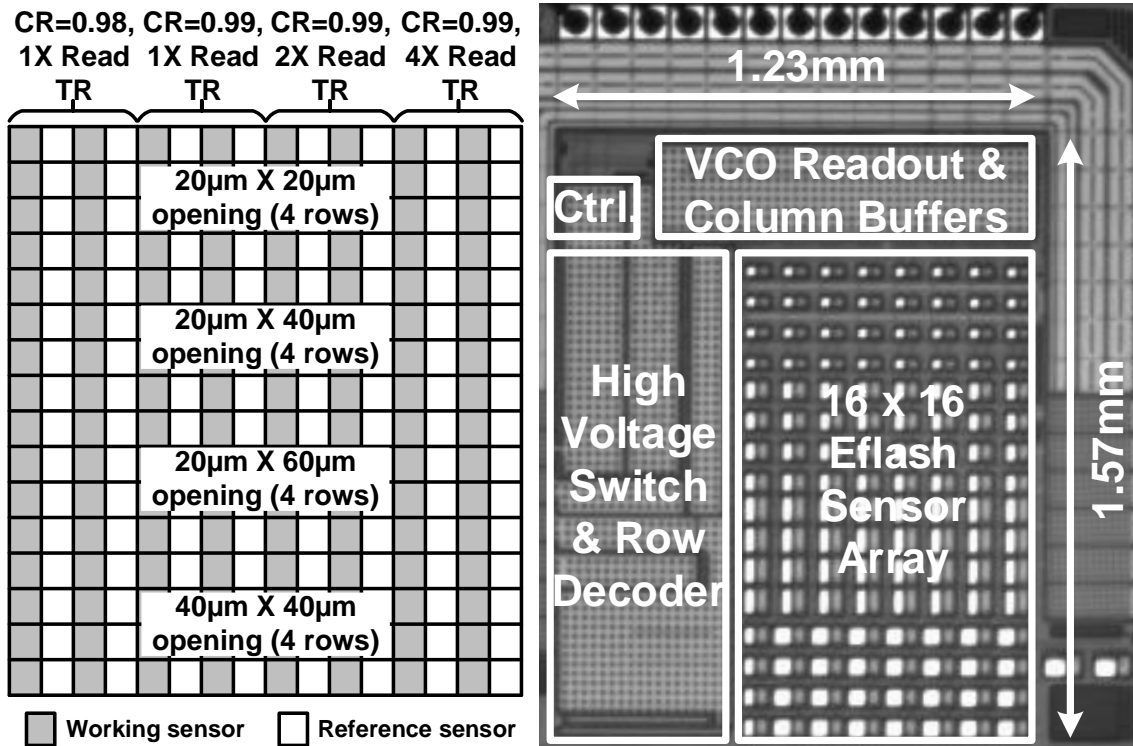 CR=0.98, CR=0.99, CR=0.99, CR=0.99,
1X Read 1X Read 2X Read 4X Read
TR TR TR TR
20µm X 20µm
opening (4 rows)
20µm X 40µm
opening (4 rows)
20µm X 60µm
opening (4 rows)
40µm X 40µm
opening (4 rows)
Working sensor
Reference sensor
1.23mm
VCO Readout &
Column Buffers
Ctrl.
High
Voltage
Switch
& Row
Decoder
16 x 16
Eflash
Sensor
Array
1.57mm